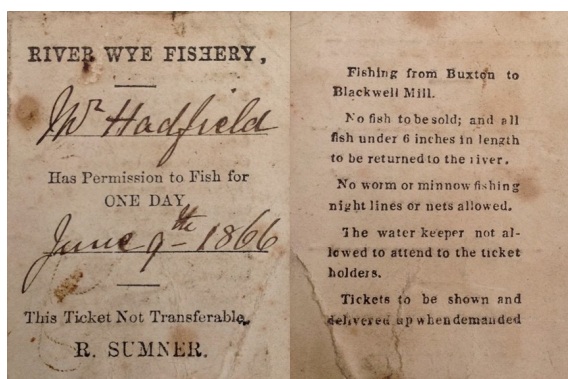 RIVER WYE FISHERY,
Mr Hadfield
Has Permission to Fish for
ONE DAY
June 9th 1866
This Ticket Not Transferable.
R. SUMNER.
Fishing from Buxton to
Blackwell Mill.
No fish to be sold; and all
fish under 6 inches in length
to be returned to the river.
No worm or minnow fishing
night lines or nets allowed.
The water keeper not al-
lowed to attend to the ticket
holders.
Tickets to be shown and
delivered up when demanded